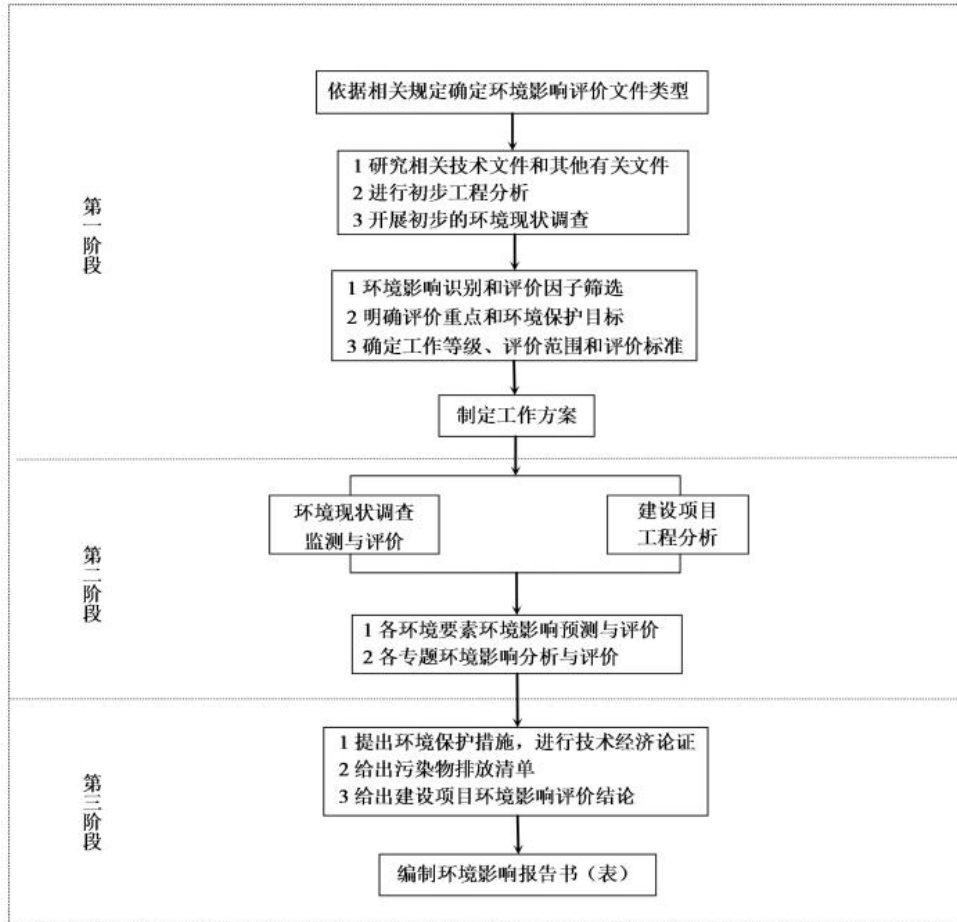 依据相关规定确定环境影响评价文件类型
1 研究相关技术文件和其他有关文件
2 进行初步工程分析
3 开展初步的环境现状调查
第一阶段
1 环境影响识别和评价因子筛选
2 明确评价重点和环境保护目标
3 确定工作等级、评价范围和评价标准
制定工作方案
环境现状调查
监测与评价
建设项目
工程分析
第二阶段
1 各环境要素环境影响预测与评价
2 各专题环境影响分析与评价
1 提出环境保护措施，进行技术经济论证
2 给出污染物排放清单
3 给出建设项目环境影响评价结论
第三阶段
编制环境影响报告书（表）